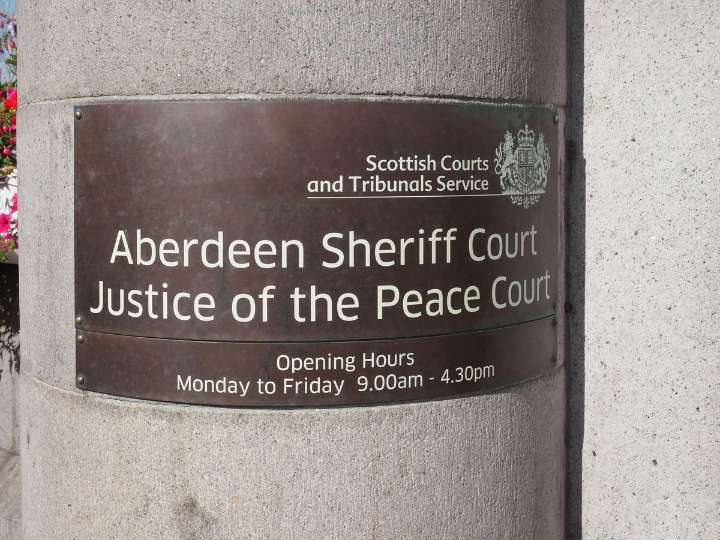 Scottish Courts
and Tribunals Service
Aberdeen Sheriff Court
Justice of the Peace Court
Opening Hours
Monday to Friday 9.00am - 4.30pm